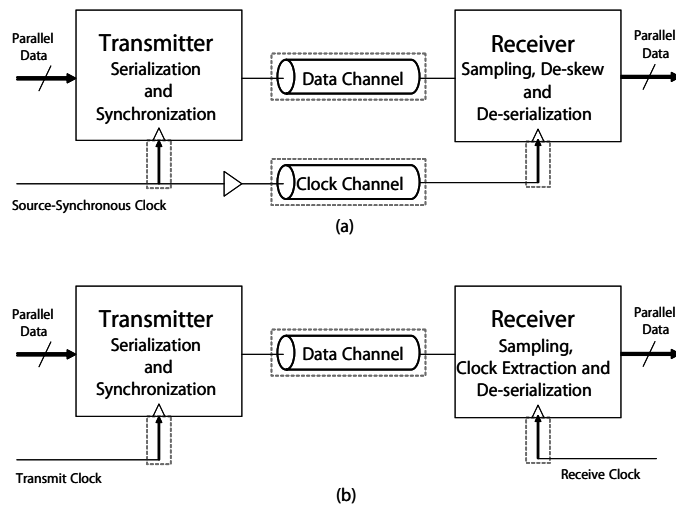 Parallel
Data
Transmitter
Serialization
and
Synchronization
Data Channel
Receiver
Sampling, De-skew
and
De-serialization
Parallel
Data
Clock Channel
Source-Synchronous Clock
(a)
Parallel
Data
Transmitter
Serialization
and
Synchronization
Data Channel
Receiver
Sampling,
Clock Extraction and
De-serialization
Parallel
Data
Transmit Clock
Receive Clock
(b)